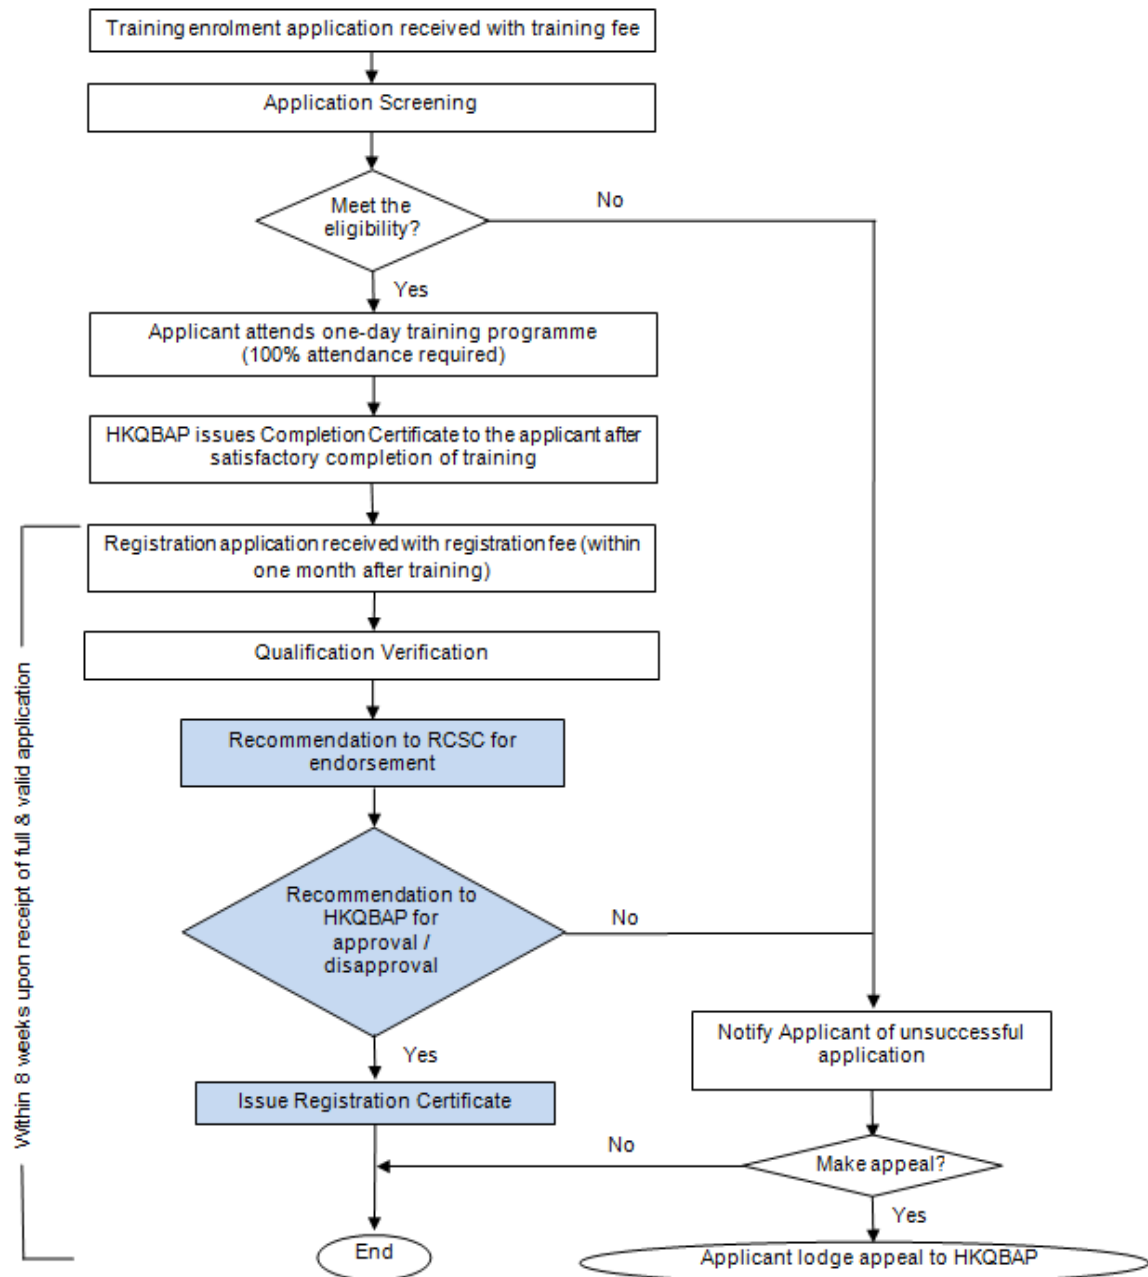 Training enrolment application received with training fee
Application Screening
Meet the
eligibility?
No
Yes
Applicant attends one-day training programme
(100% attendance required)
HKQBAP issues Completion Certificate to the applicant after
satisfactory completion of training
Registration application received with registration fee (within
one month after training)
Qualification Verification
Recommendation to RCSC for
endorsement
Recommendation to
HKQBAP for
approval /
disapproval
No
Yes
Issue Registration Certificate
Within 8 weeks upon receipt of full & valid application
Notify Applicant of unsuccessful
application
Make appeal?
No
Yes
End
Applicant lodge appeal to HKQBAP